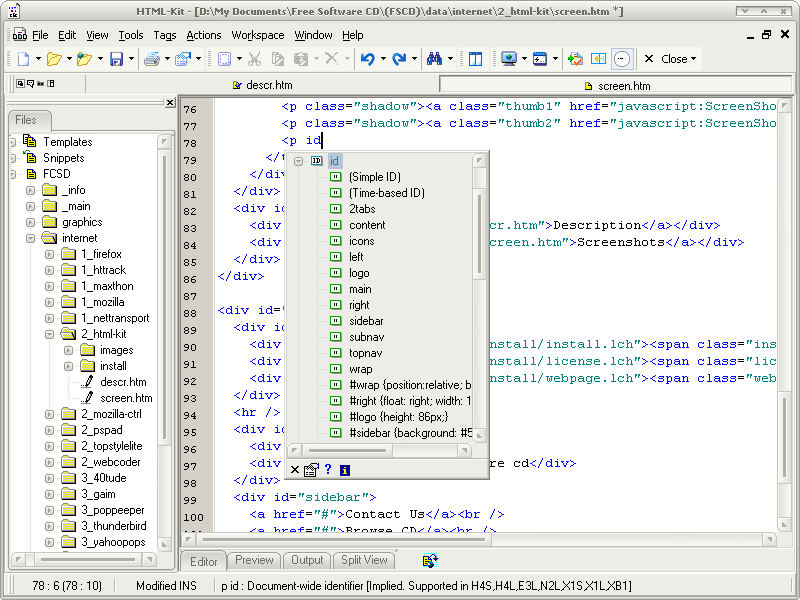 HTML-Kit - [D:\My Documents\Free Software CD\(FSCD)\data\internet\2_html-kit\screen.htm *]
File Edit View Tools Tags Actions Workspace Window Help
Close
descr.htm screen.htm
Files
Templates
Snippets
FCSD
_info
_main
graphics
internet
1_firefox
1_httrack
1_maxthon
1_mozilla
1_nettransport
2_html-kit
images
install
descr.htm
screen.htm
2_mozilla-ctrl
2_pspad
2_topstylelite
2_webcoder
3_40tude
3_gaim
3_poppeeper
3_thunderbird
3_yahoopops
76 <p class="shadow"><a class="thumb1" href="javascript:ScreenSho
77 <p class="shadow"><a class="thumb2" href="javascript:ScreenSho
78 <p id
79 </t
80 </div
81 </div>
82 <div id
83 <div cr.htm">Description</a></div>
84 <div creen.htm">Screenshots</a></div>
85 </div>
86 </div>
87
88 <div id="
89 <div id
90 <div nstall/install.lch"><span class="ins
91 <div nstall/license.lch"><span class="lic
92 <div nstall/webpage.lch"><span class="web
93 </div>
94 <hr />
95 <div id
96 <div
97 <div re cd</div>
98 </div>
99 <div id="sidebar">
100 <a href="#">Contact Us</a><br />
101 <a href="#">Browse CD</a><br />
id
(Simple ID)
(Time-based ID)
2tabs
content
icons
left
logo
main
right
sidebar
subnav
topnav
wrap
#wrap {position:relative; b
#right {float: right; width: 1
#logo {height: 86px;}
#sidebar {background: #5
Editor Preview Output Split View
78 : 6 (78 : 10) Modified INS p id : Document-wide identifier [Implied. Supported in H4S,H4L,E3L,N2L,X1S,X1L,XB1]